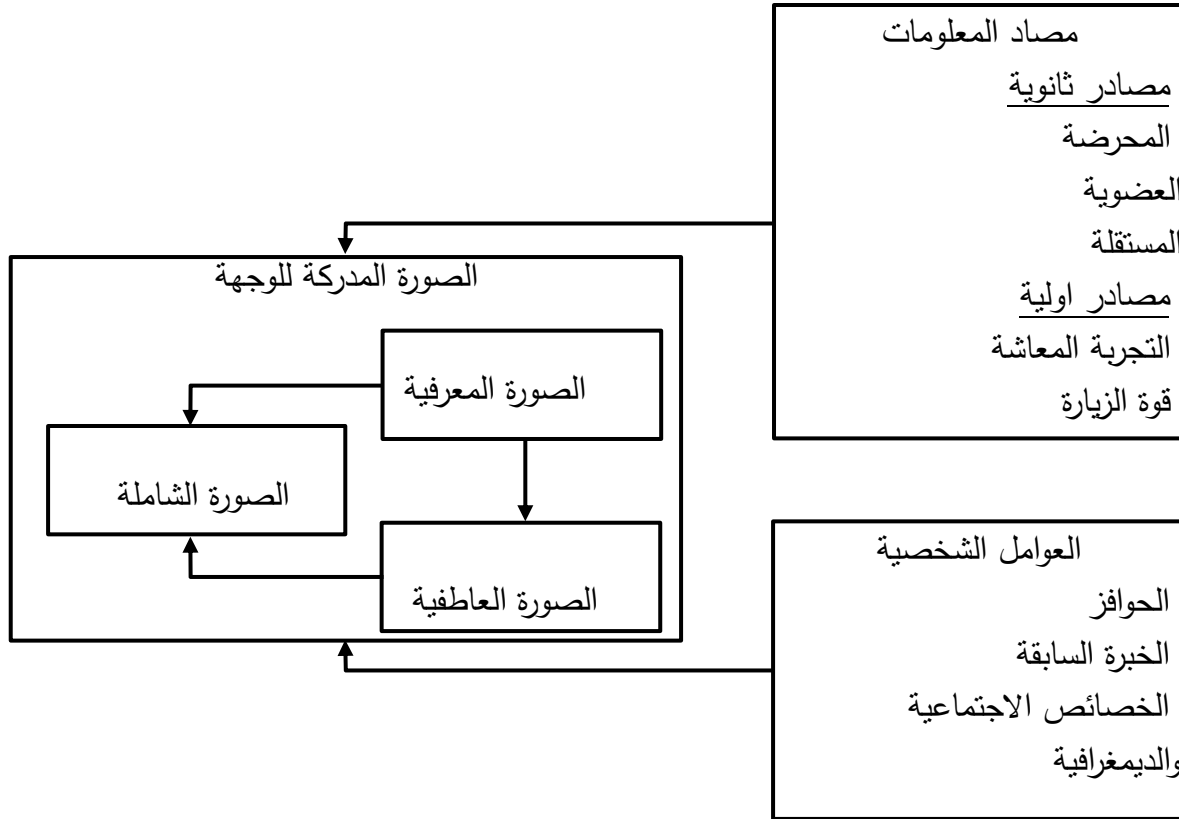 مصاد المعلومات
مصادر ثانوية
المحرضة
العضوية
المستقلة
مصادر اولية
التجربة المعاشة
قوة الزيارة
الصورة المدركة للوجهة
الصورة المعرفية
الصورة الشاملة
الصورة العاطفية
العوامل الشخصية
الحوافز
الخبرة السابقة
الخصائص الاجتماعية
والديمغرافية